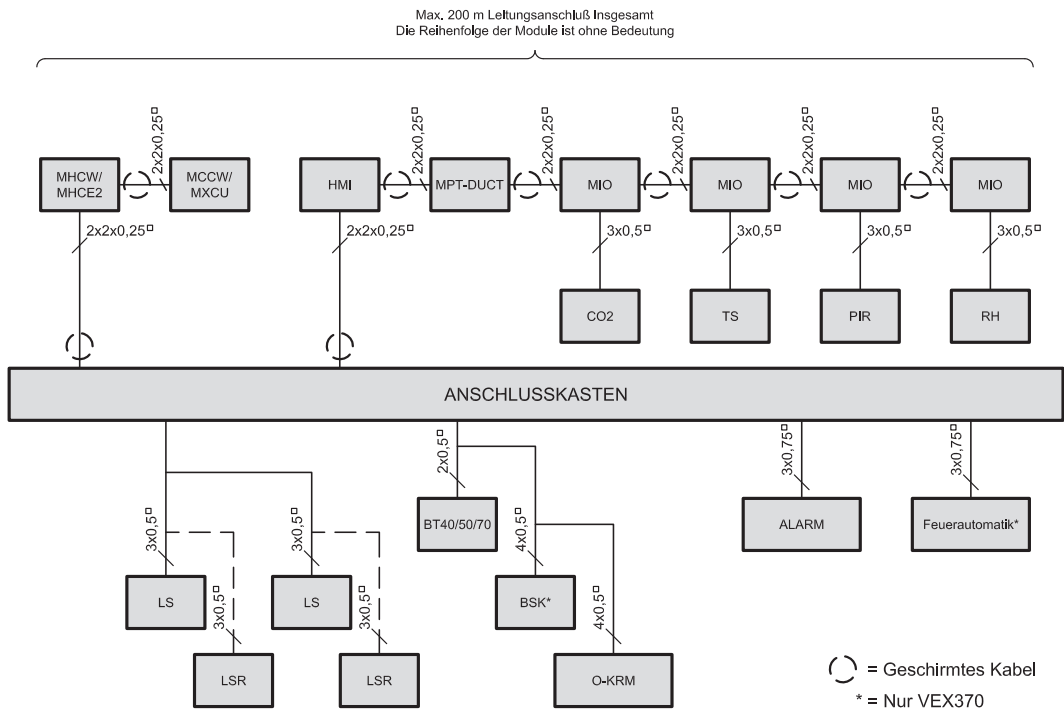 Max. 200 m Leitungsanschluß Insgesamt
Die Reihenfolge der Module ist ohne Bedeutung
2x2x0,25¤
2x2x0,25¤
2x2x0,25¤
2x2x0,25¤
2x2x0,25¤
2x2x0,25¤
MHCW/
MHCE2
MCCW/
MXCU
HMI
MPT-DUCT
MIO
MIO
MIO
MIO
2x2x0,25¤
2x2x0,25¤
3x0,5¤
3x0,5¤
3x0,5¤
3x0,5¤
CO2
TS
PIR
RH
ANSCHLUSSKASTEN
2x0,5¤
3x0,75¤
3x0,75¤
BT40/50/70
ALARM
Feuerautomatik*
3x0,5¤
3x0,5¤
4x0,5¤
LS
LS
BSK*
3x0,5¤
3x0,5¤
4x0,5¤
LSR
LSR
O-KRM
= Geschirmtes Kabel
* = Nur VEX370